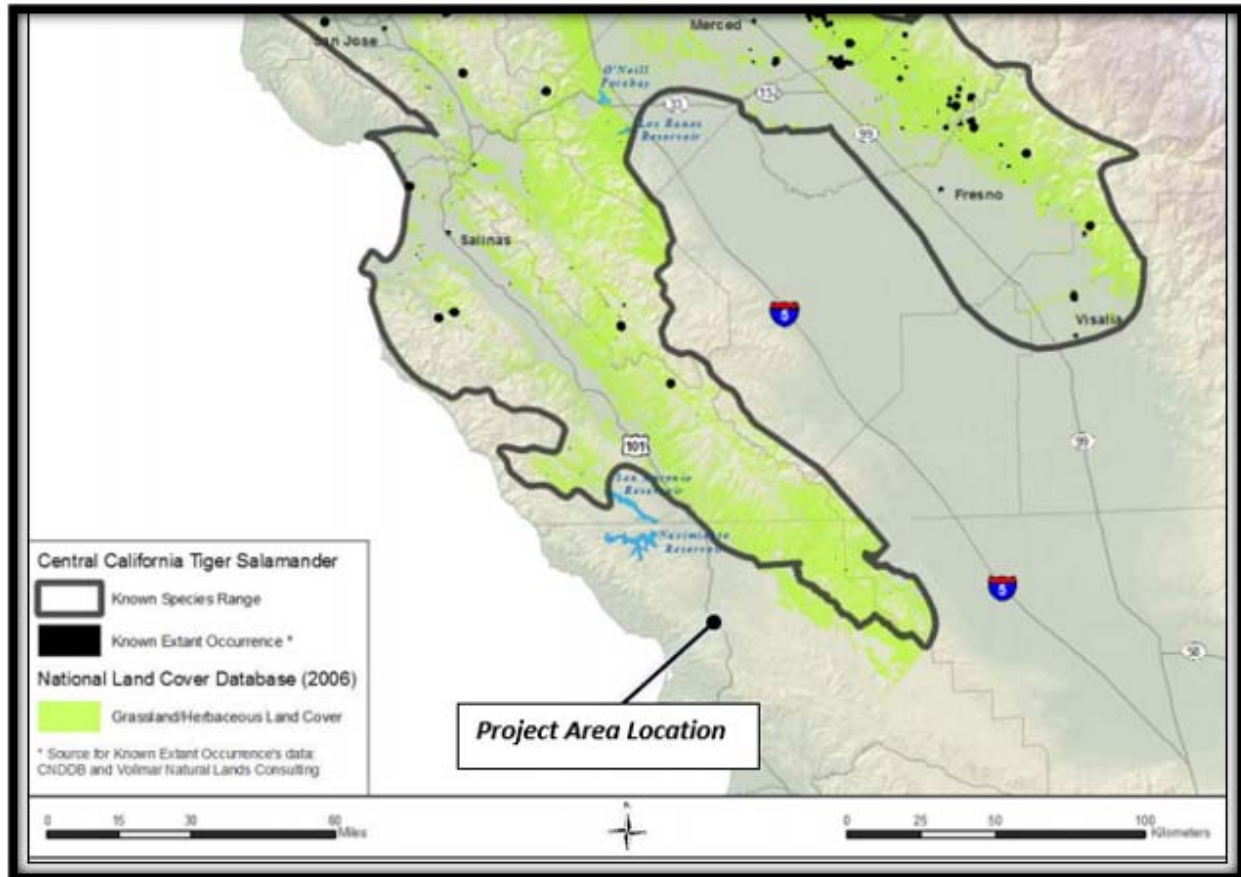 Merced
San Jose
O'Neill
Forebay
152
33
Los Banos
Reservoir
99
Fresno
Salinas
5
Visalia
101
99
San Antonio
Reservoir
Nacimiento
Reservoir
5
58
Project Area Location
Central California Tiger Salamander
Known Species Range
Known Extant Occurrence *
National Land Cover Database (2006)
Grassland/Herbaceous Land Cover
* Source for Known Extant Occurrence's data:
CNDDB and Vollmar Natural Lands Consulting
0 15 30 60
Miles
0 25 50 100
Kilometers